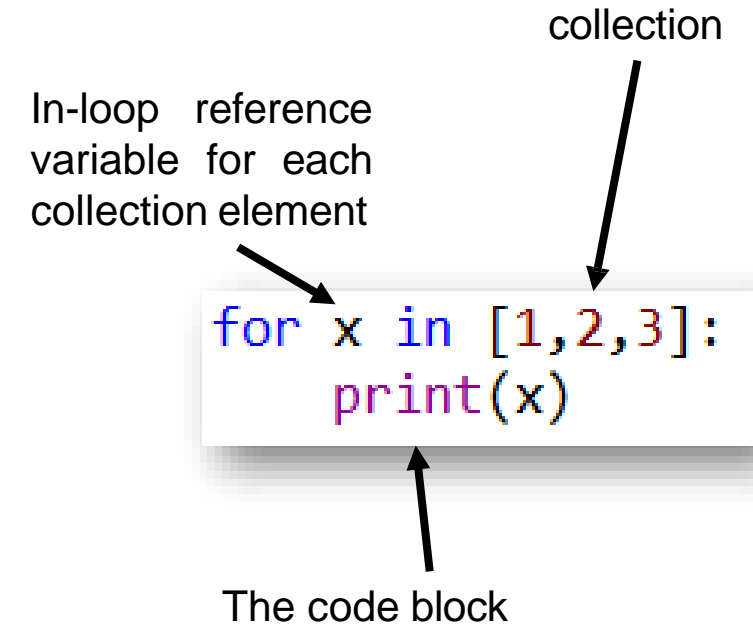 collection
In-loop reference
variable for each
collection element
for x in [1,2,3]:
    print(x)
The code block